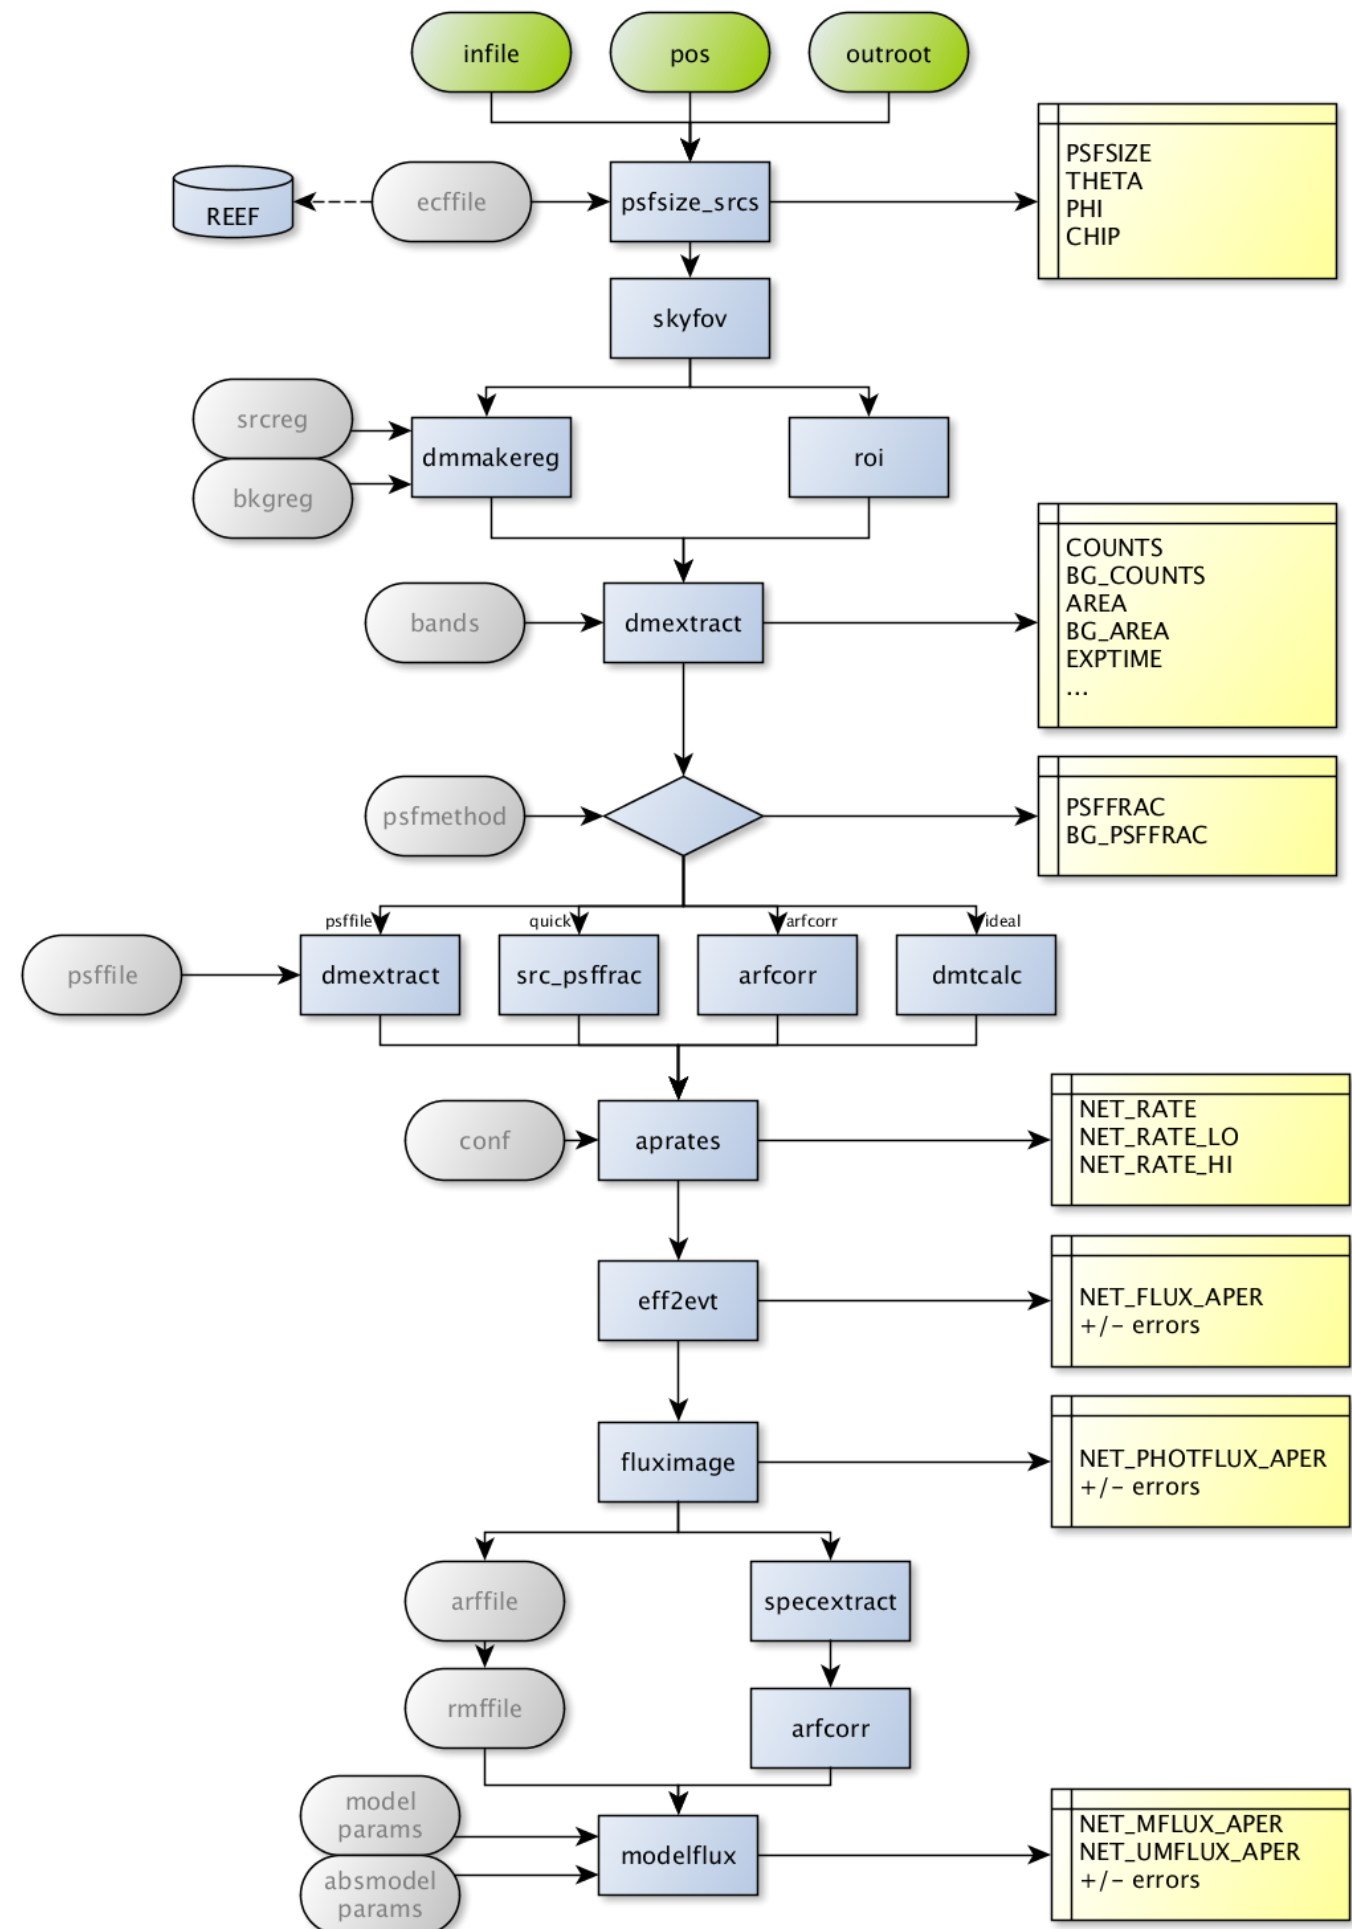 infile
pos
outroot
REEF
ecffile
psfsize_srcs
PSFSIZE
THETA
PHI
CHIP
skyfov
srcreg
bkgreg
dmmakereg
roi
bands
dmextract
COUNTS
BG_COUNTS
AREA
BG_AREA
EXPTIME
...
psfmethod
PSFFRAC
BG_PSFFRAC
psffile
quick
arfcorr
ideal
psffile
dmextract
src_psffrac
arfcorr
dmtcalc
conf
aprates
NET_RATE
NET_RATE_LO
NET_RATE_HI
eff2evt
NET_FLUX_APER
+/- errors
fluximage
NET_PHOTFLUX_APER
+/- errors
arffile
specextract
rmffile
arfcorr
model
params
absmodel
params
modelflux
NET_MFLUX_APER
NET_UMFLUX_APER
+/- errors